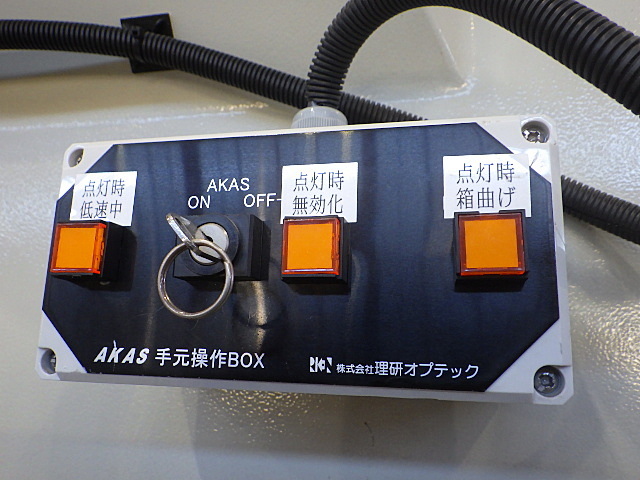 点灯時
低速中
AKAS
ON OFF
点灯時
無効化
点灯時
箱曲げ
AKAS 手元操作BOX
RKN 株式会社理研オプテック